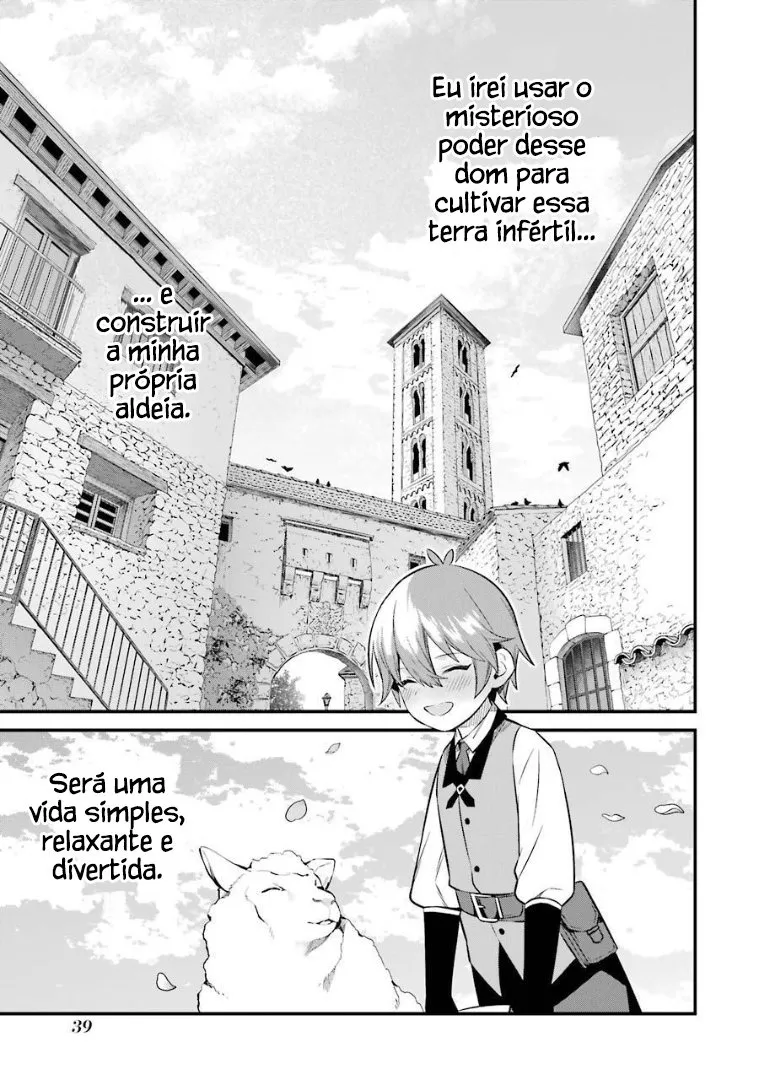 Eu irei usar o
misterioso
poder desse
dom para
cultivar essa
terra infértil...
... e
construir
a minha
própria
aldeia.
Será uma
vida simples,
relaxante e
divertida.
39